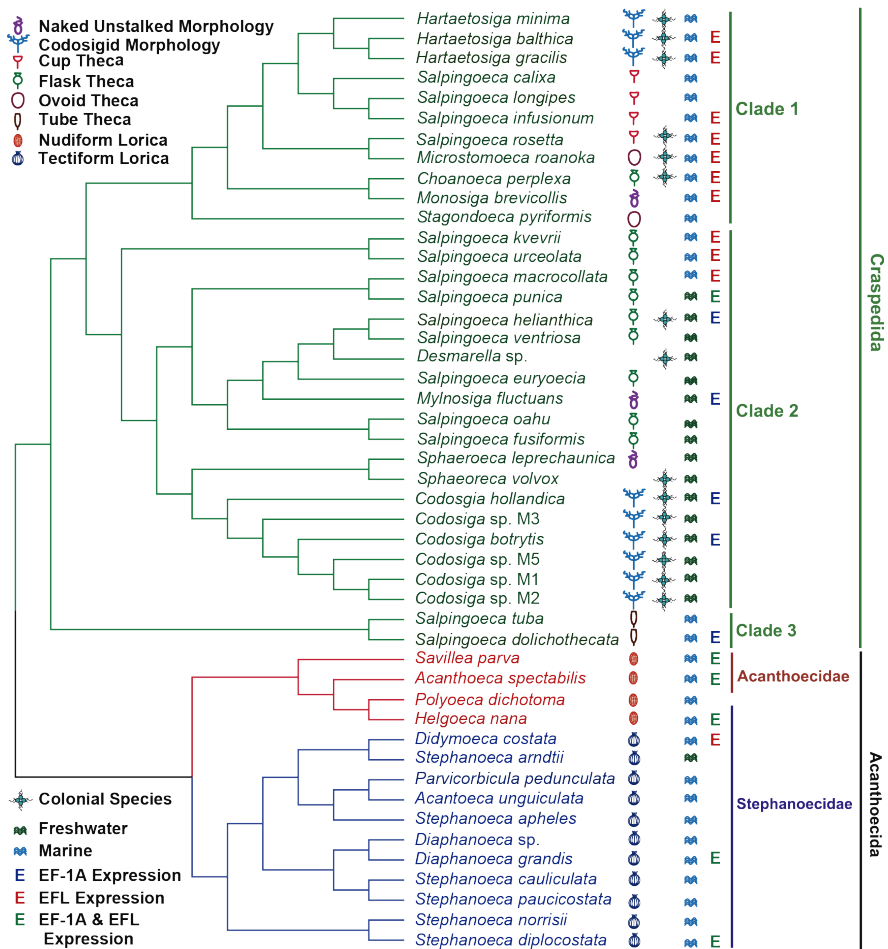 Naked Unstalked Morphology
Codosigid Morphology
Cup Theca
Flask Theca
Ovoid Theca
Tube Theca
Nudiform Lorica
Tectiform Lorica
Hartaetosiga minima
Hartaetosiga balthica E
Hartaetosiga gracilis E
Salpingoeca calixa
Salpingoeca longipes
Salpingoeca infusionum E
Salpingoeca rosetta E
Microstomoeca roanoka E
Choanoeca perplexa E
Monosiga brevicollis E
Stagondoeca pyriformis
Clade 1
Salpingoeca kvevrii E
Salpingoeca urceolata E
Salpingoeca macrocollata E
Salpingoeca punica E
Salpingoeca helianthica E
Salpingoeca ventriosa
Desmarella sp.
Salpingoeca euryoecia
Mylnosiga fluctuans E
Salpingoeca oahu
Salpingoeca fusiformis
Sphaeroeca leprechaunica
Sphaeoreca volvox
Codosgia hollandica E
Codosiga sp. M3
Codosiga botrytis E
Codosiga sp. M5
Codosiga sp. M1
Codosiga sp. M2
Clade 2
Salpingoeca tuba
Salpingoeca dolichothecata E
Clade 3
Craspedida
Savillea parva E
Acanthoeca spectabilis E
Acanthoecidae
Polyoeca dichotoma
Helgoeca nana E
Didymoeca costata E
Stephanoeca arndtii
Parvicorbicula pedunculata
Acantoeca unguiculata
Stephanoeca apheles
Diaphanoeca sp.
Diaphanoeca grandis E
Stephanoeca cauliculata
Stephanoeca paucicostata
Stephanoeca norrisii
Stephanoeca diplocostata E
Stephanoecidae
Acanthoecida
Colonial Species
Freshwater
Marine
E EF-1A Expression
E EFL Expression
E EF-1A & EFL
Expression